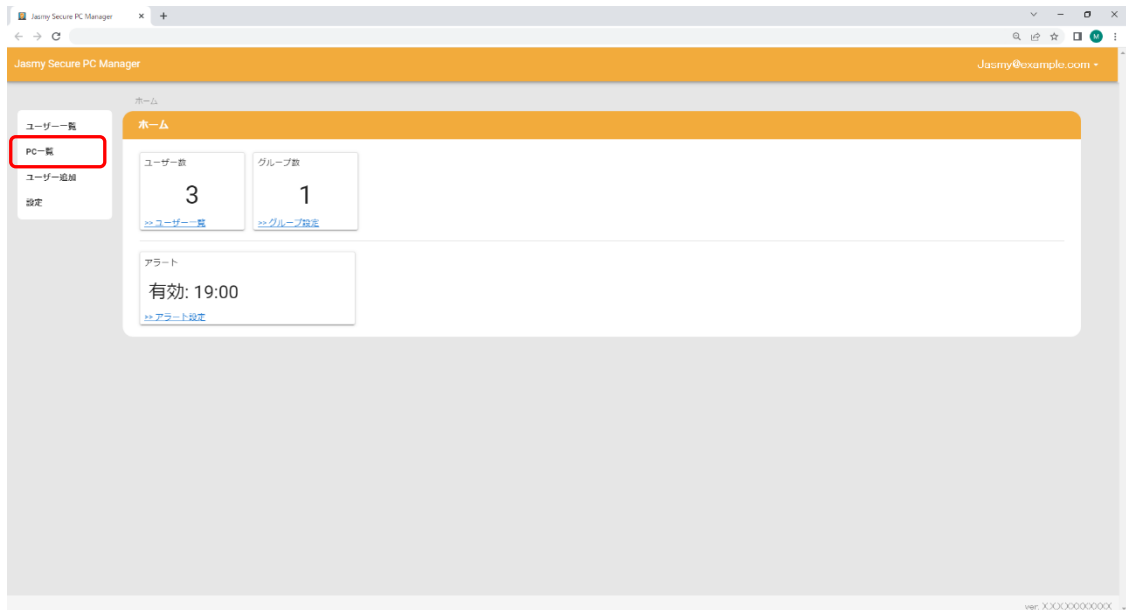 Jasmy Secure PC Manager
Jasmy Secure PC Manager
Jasmy@example.com
ホーム
ユーザー一覧
PC一覧
ユーザー追加
設定
ホーム
ユーザー数
3
>> ユーザー一覧
グループ数
1
>> グループ設定
アラート
有効: 19:00
>> アラート設定
M
ver. XXXXXXXXXXX